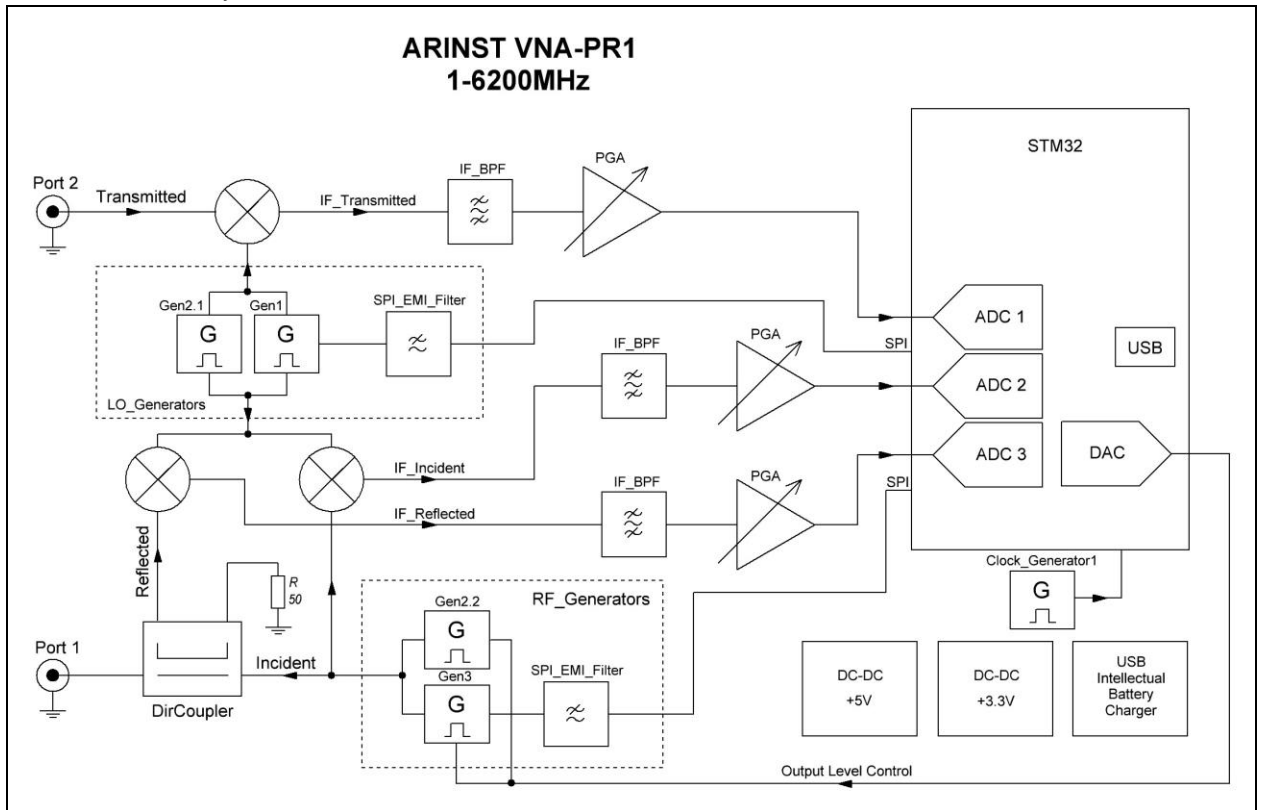 ARINST VNA-PR1
1-6200MHz
STM32
Port 2
Transmitted
IF_Transmitted
IF_BPF
PGA
Gen2.1
Gen1
SPI_EMI_Filter
G
G
LO_Generators
SPI
ADC 1
USB
IF_BPF
PGA
ADC 2
IF_Incident
ADC 3
DAC
IF_Reflected
IF_BPF
PGA
SPI
Reflected
R
50
RF_Generators
Clock_Generator1
G
Gen2.2
G
Port 1
Incident
Gen3
G
SPI_EMI_Filter
DirCoupler
DC-DC
+5V
DC-DC
+3.3V
USB
Intellectual
Battery
Charger
Output Level Control